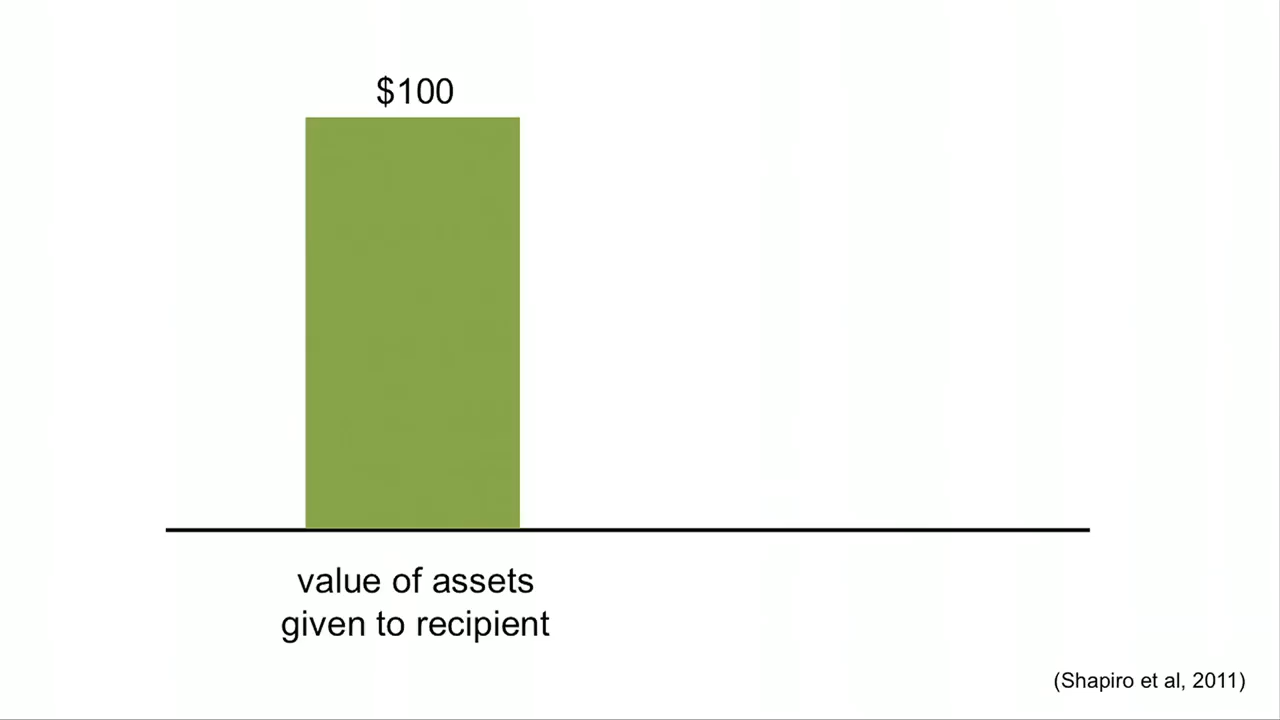 $100
value of assets
given to recipient
(Shapiro et al, 2011)